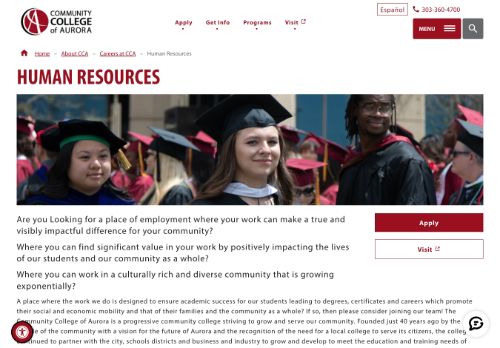 COMMUNITY
COLLEGE
of AURORA
Español
303-360-4700
Apply
Get Info
Programs
Visit
MENU
Home – About CCA – Careers at CCA – Human Resources
HUMAN RESOURCES
Are you Looking for a place of employment where your work can make a true and
visibly impactful difference for your community?
Where you can find significant value in your work by positively impacting the lives
of our students and our community as a whole?
Where you can work in a culturally rich and diverse community that is growing
exponentially?
Apply
Visit
A place where the work we do is designed to ensure academic success for our students leading to degrees, certificates and careers which promote
their social and economic mobility and that of their families and the community as a whole? If so, then please consider joining our team! The
Community College of Aurora is a progressive community college striving to grow and serve our community. Founded just 40 years ago by the
of the community with a vision for the future of Aurora and the recognition of the need for a local college to serve its citizens, the college
continued to partner with the city, schools districts and business and industry to grow and develop to meet the education and training needs of